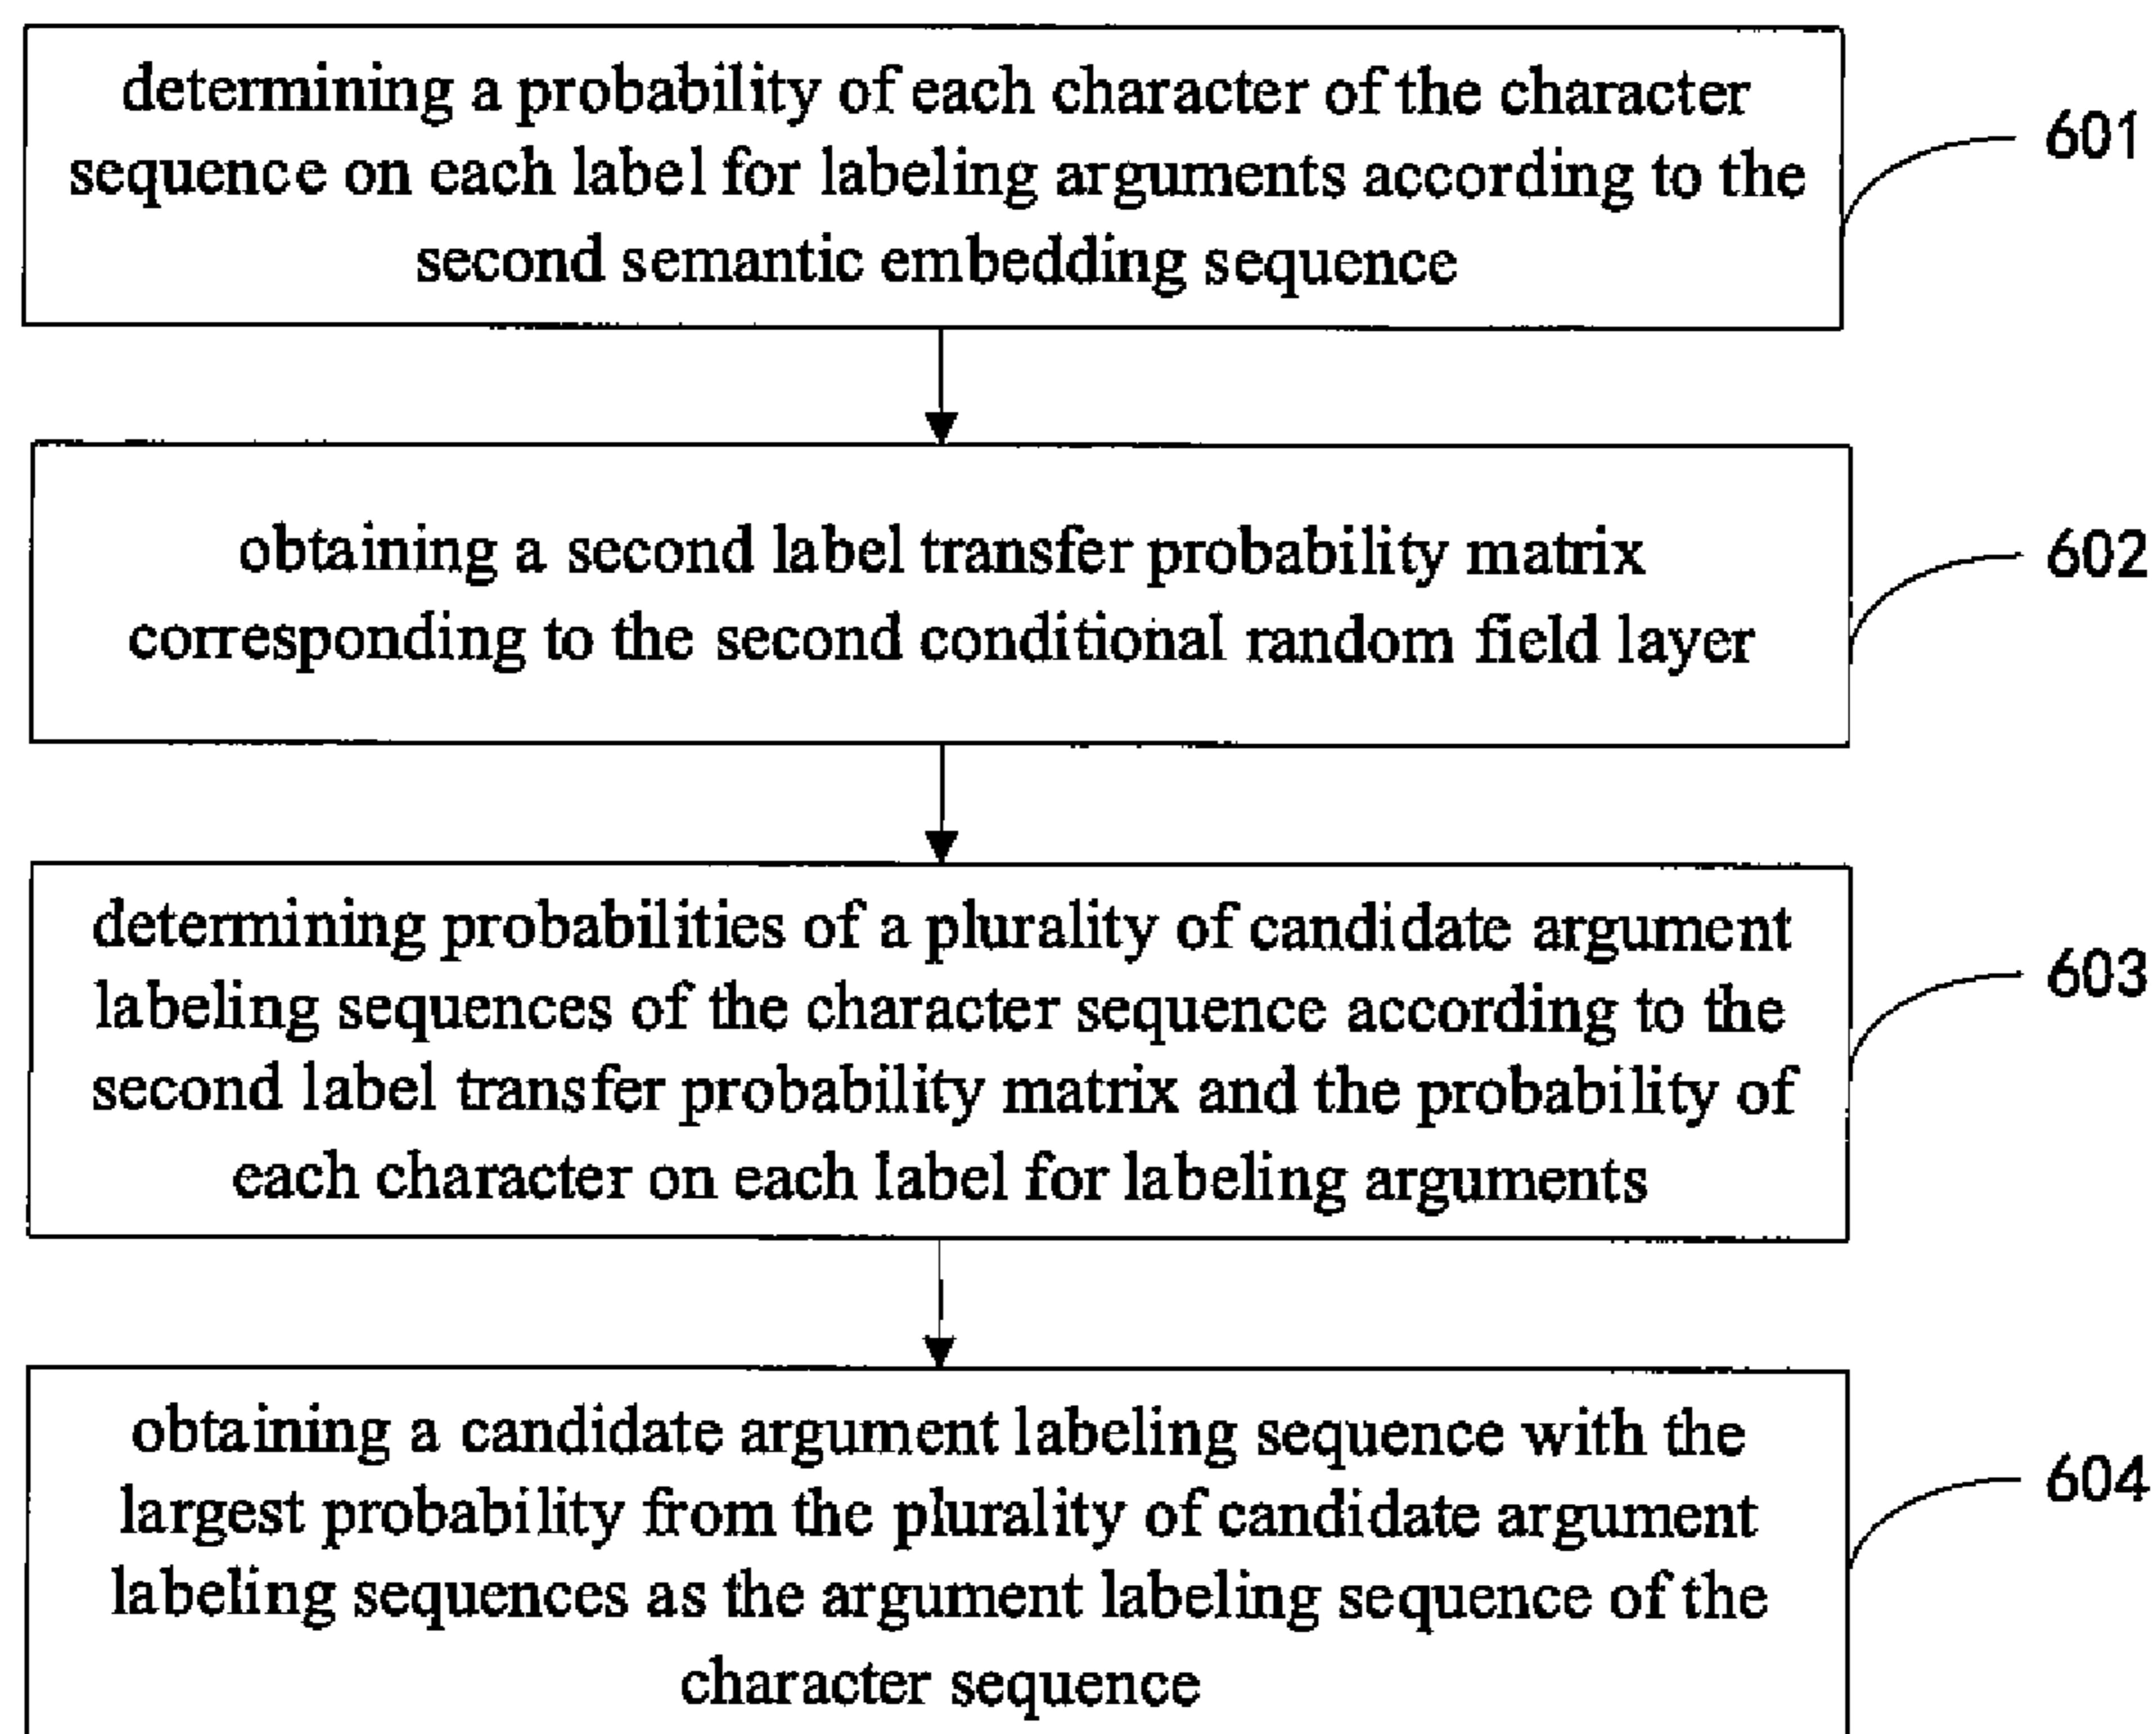 determining a probability of each character of the character
sequence on each label for labeling arguments according to the
second semantic embedding sequence
601
obtaining a second label transfer probability matrix
corresponding to the second conditional random field layer
602
determining probabilities of a plurality of candidate argument
labeling sequences of the character sequence according to the
second label transfer probability matrix and the probability of
each character on each label for labeling arguments
603
obtaining a candidate argument labeling sequence with the
largest probability from the plurality of candidate argument
labeling sequences as the argument labeling sequence of the
character sequence
604